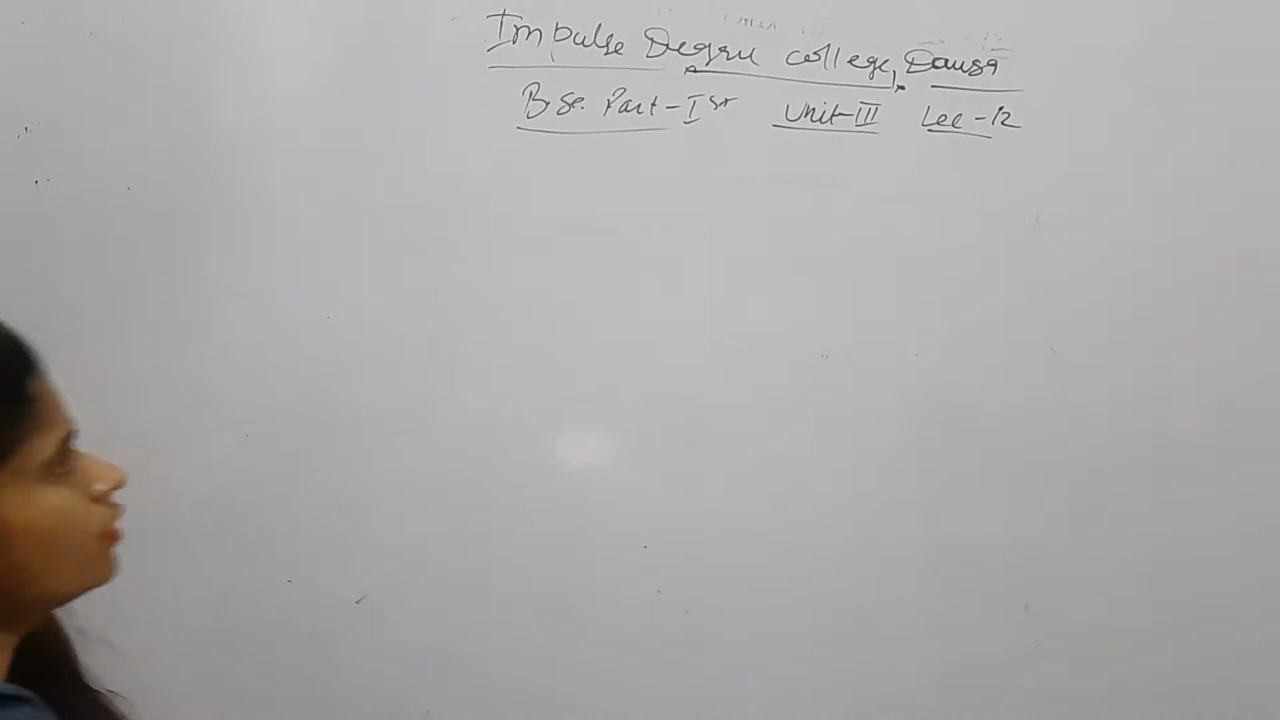 Impulse Degree college, Dausa
B.Sc. Part-Ist Unit-III Lec-12